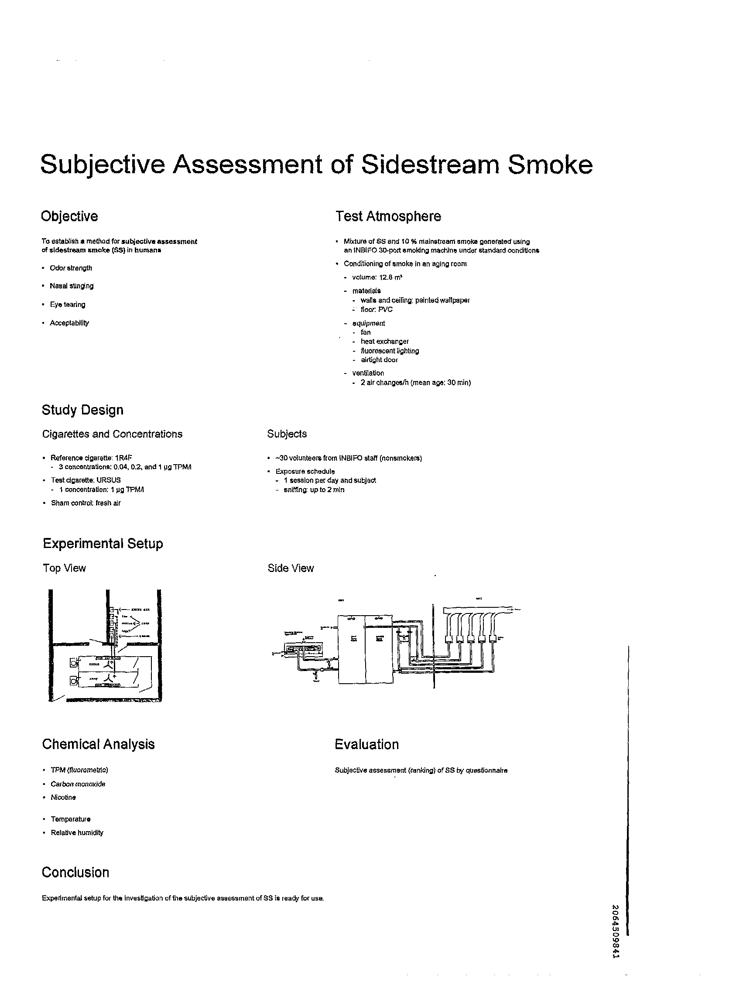 Subjective Assessment of Sidestream Smoke
Objective
To establish a method for subjective assessment
of sidestream smoke (SS) in humans
• Odor strength
• Nasal stinging
• Eye tearing
• Acceptability
Test Atmosphere
• Mixture of SS and 10 % mainstream smoke generated using
an INBIFO 30-port smoking machine under standard conditions
• Conditioning of smoke in an aging room
- volume: 12.8 m³
- materials
- walls and ceiling: painted wallpaper
- floor: PVC
- equipment
- fan
- heat exchanger
- fluorescent lighting
- airtight door
- ventilation
- 2 air changes/h (mean age: 30 min)
Study Design
Cigarettes and Concentrations
• Reference cigarette: 1R4F
- 3 concentrations: 0.04, 0.2, and 1 µg TPM/l
• Test cigarette: URSUS
- 1 concentration: 1 µg TPM/l
• Sham control: fresh air
Subjects
• ~30 volunteers from INBIFO staff (nonsmokers)
• Exposure schedule
- 1 session per day and subject
- sniffing: up to 2 min
Experimental Setup
Top View
Side View
Chemical Analysis
• TPM (fluorometric)
• Carbon monoxide
• Nicotine
• Temperature
• Relative humidity
Evaluation
Subjective assessment (ranking) of SS by questionnaire
Conclusion
Experimental setup for the investigation of the subjective assessment of SS is ready for use.
2064309841